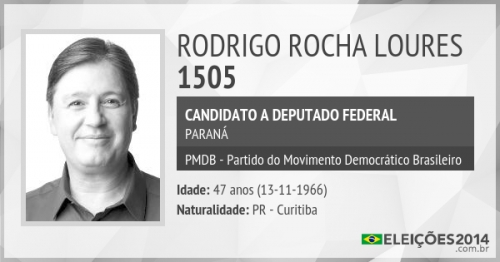 RODRIGO ROCHA LOURES
1505
CANDIDATO A DEPUTADO FEDERAL
PARANÁ
PMDB - Partido do Movimento Democrático Brasileiro
Idade: 47 anos (13-11-1966)
Naturalidade: PR - Curitiba
ELEIÇÕES2014
.com.br